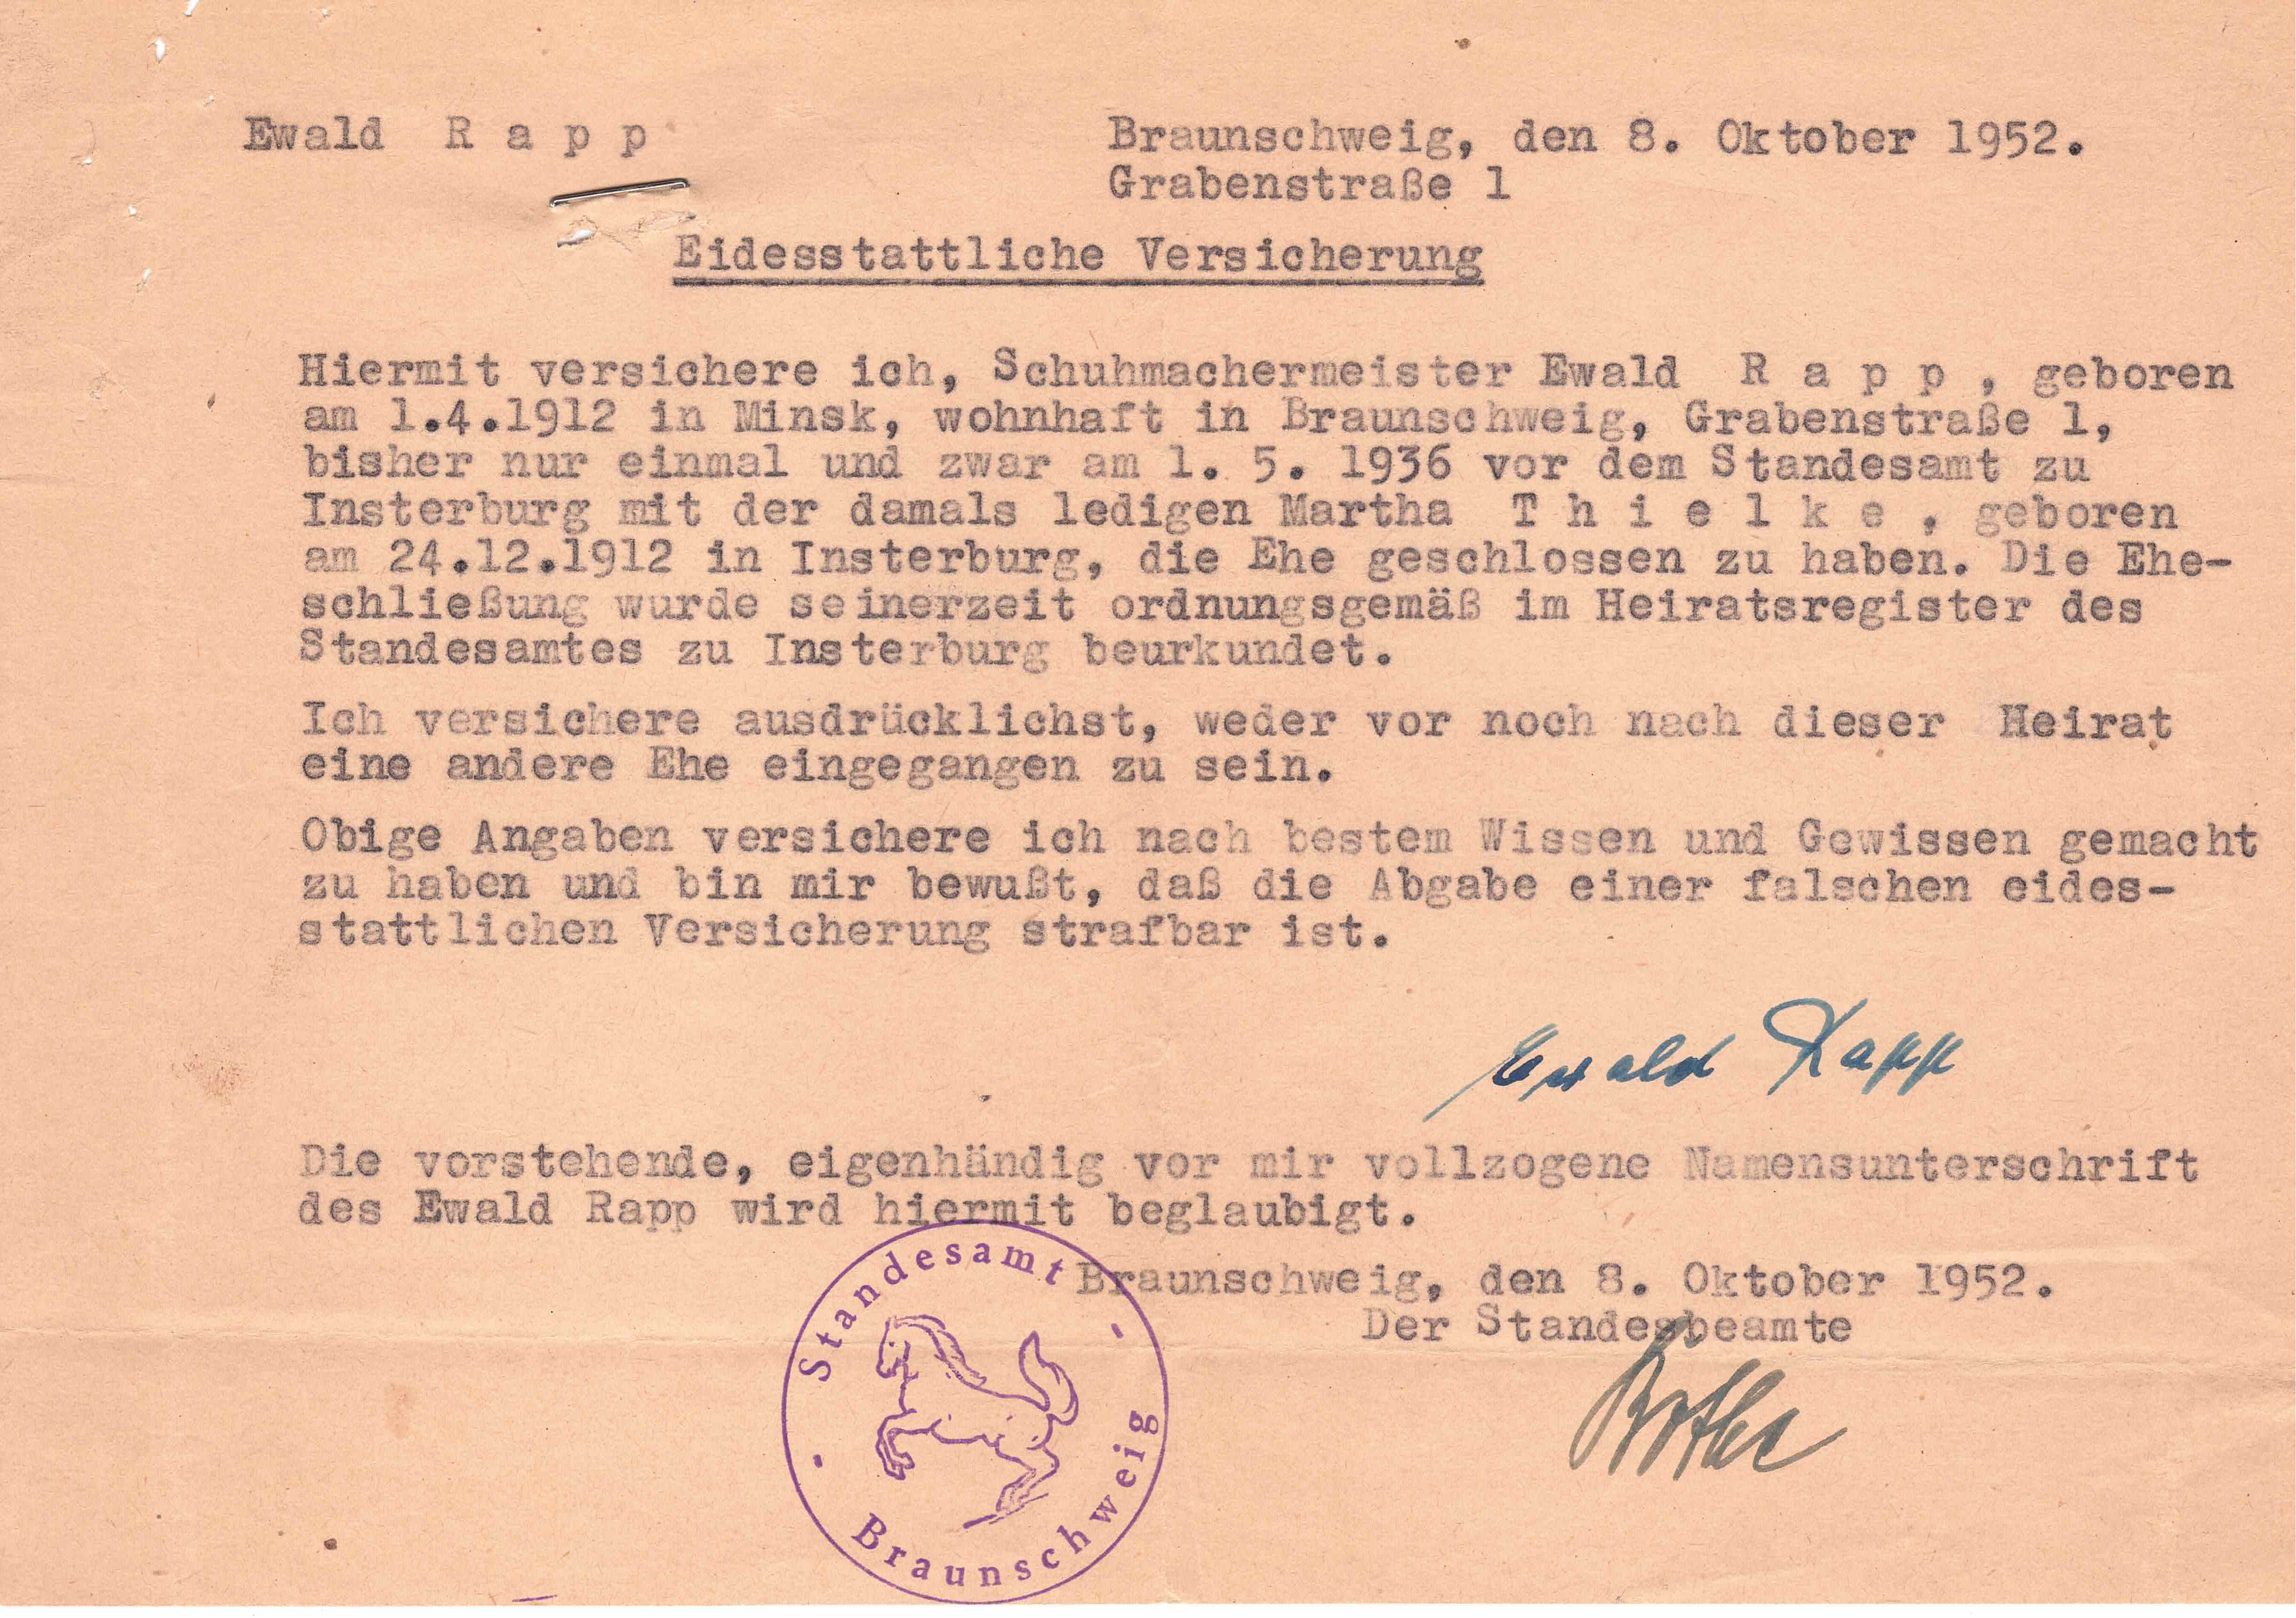 Ewald R a p p
Braunschweig, den 8. Oktober 1952.
Grabenstraße 1
Eidesstattliche Versicherung
Hiermit versichere ich, Schuhmachermeister Ewald R a p p , geboren
am 1.4.1912 in Minsk, wohnhaft in Braunschweig, Grabenstraße 1,
bisher nur einmal und zwar am 1. 5. 1936 vor dem Standesamt zu
Insterburg mit der damals ledigen Martha T h i e l k e , geboren
am 24.12.1912 in Insterburg, die Ehe geschlossen zu haben. Die Ehe-
schließung wurde seinerzeit ordnungsgemäß im Heiratsregister des
Standesamtes zu Insterburg beurkundet.
Ich versichere ausdrücklichst, weder vor noch nach dieser Heirat
eine andere Ehe eingegangen zu sein.
Obige Angaben versichere ich nach bestem Wissen und Gewissen gemacht
zu haben und bin mir bewußt, daß die Abgabe einer falschen eides-
stattlichen Versicherung strafbar ist.
Ewald Rapp
Die vorstehende, eigenhändig vor mir vollzogene Namensunterschrift
des Ewald Rapp wird hiermit beglaubigt.
Braunschweig, den 8. Oktober 1952.
Der Standesbeamte
Standesamt
Braunschweig